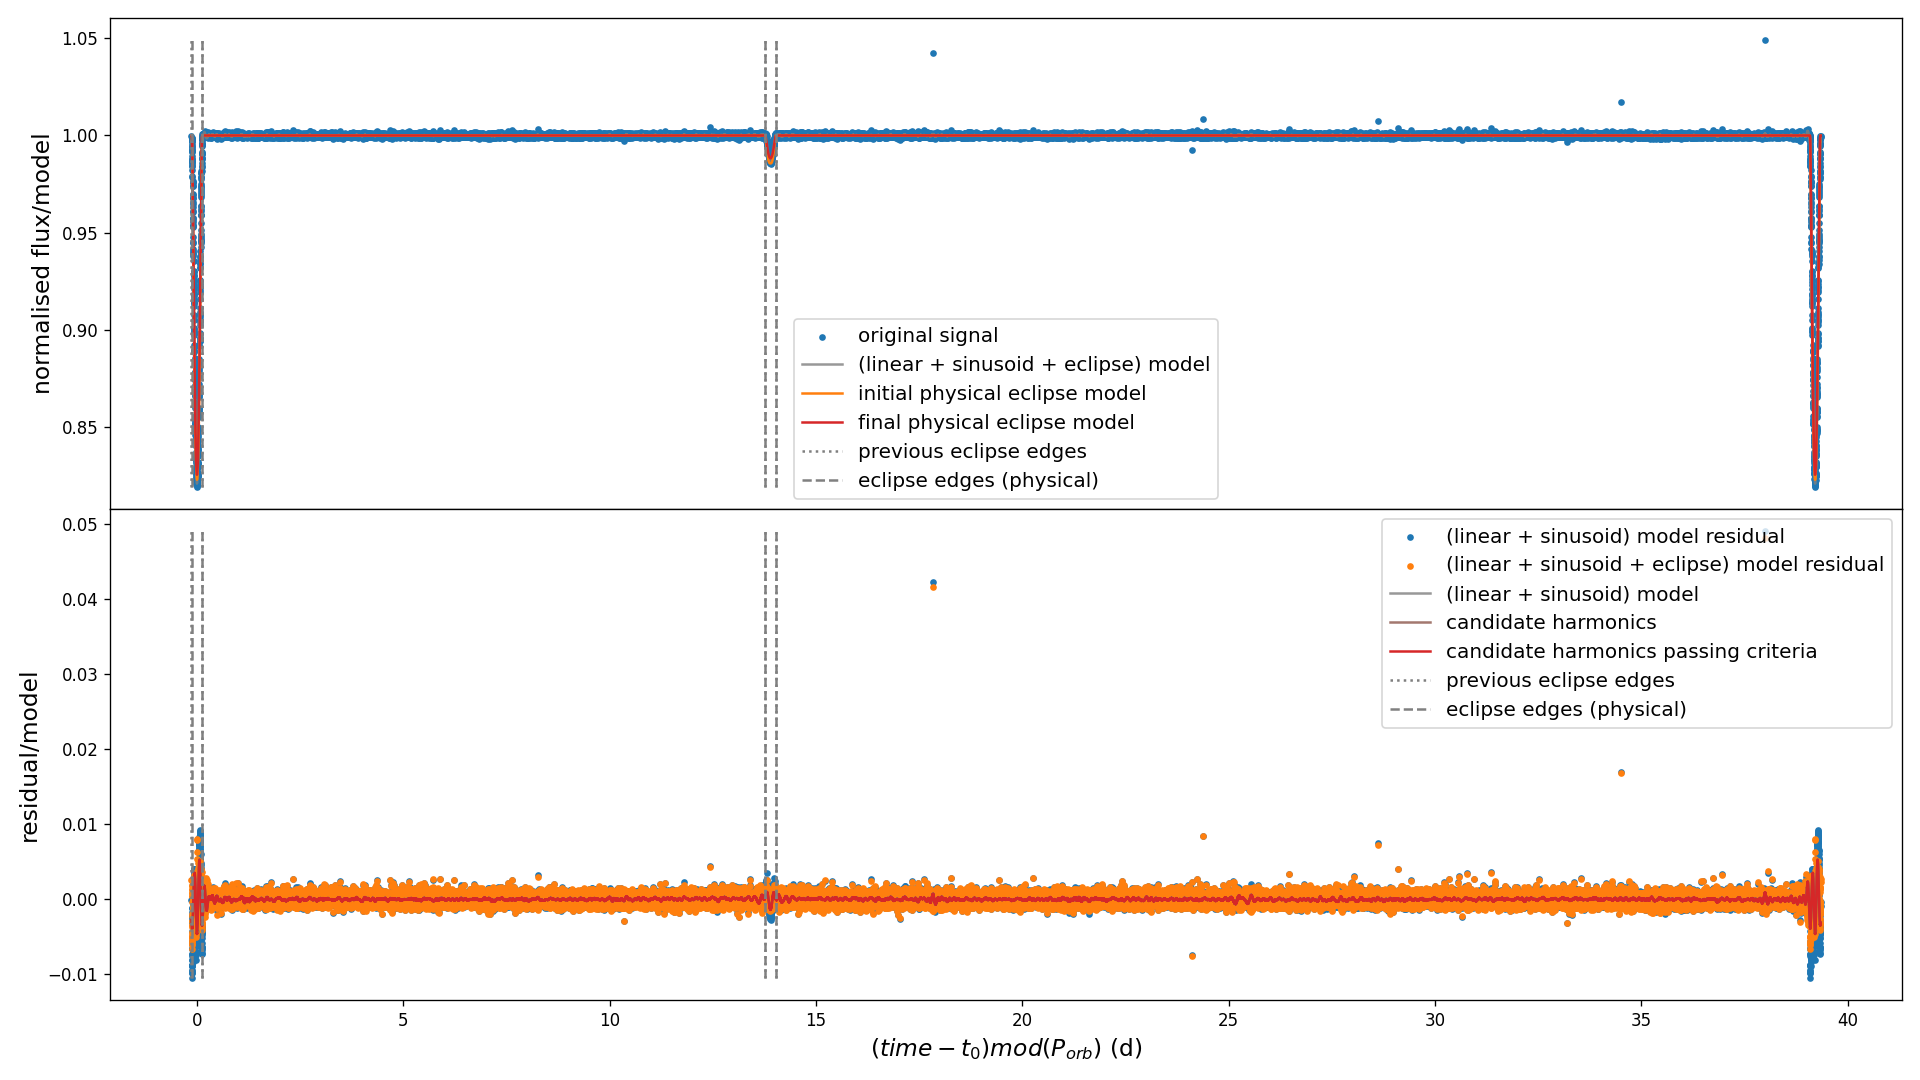 1.05
1.00
0.95
0.90
0.85
normalised flux/model
original signal
(linear + sinusoid + eclipse) model
initial physical eclipse model
final physical eclipse model
previous eclipse edges
eclipse edges (physical)
0.05
0.04
0.03
0.02
0.01
0.00
−0.01
residual/model
(linear + sinusoid) model residual
(linear + sinusoid + eclipse) model residual
(linear + sinusoid) model
candidate harmonics
candidate harmonics passing criteria
previous eclipse edges
eclipse edges (physical)
0 5 10 15 20 25 30 35 40
(time − t₀)mod(P_orb) (d)